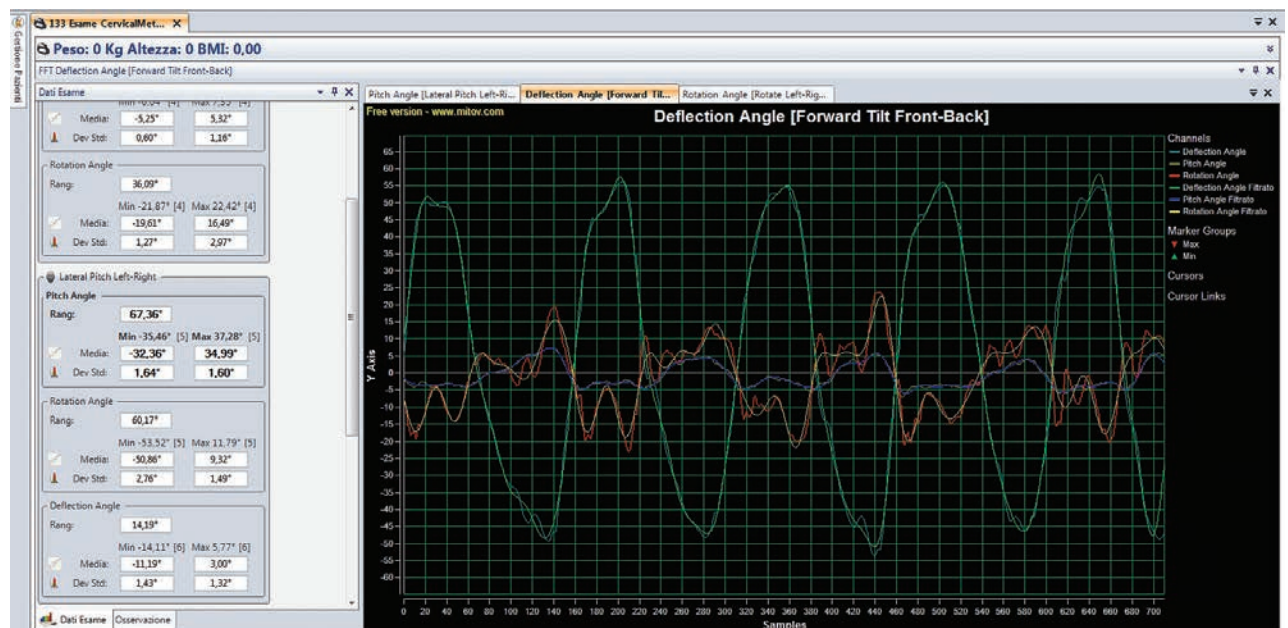 133 Esame CervicalMet...
Gestione Pazienti
Peso: 0 Kg Altezza: 0 BMI: 0,00
FFT Deflection Angle [Forward Tilt Front-Back]
Dati Esame
Media: -5,25° 5,32°
Dev Std: 0,60° 1,16°
Rotation Angle
Rang: 36,09°
Min -21,87° [4] Max 22,42° [4]
Media: -19,61° 16,49°
Dev Std: 1,27° 2,97°
Lateral Pitch Left-Right
Pitch Angle
Rang: 67,36°
Min -35,46° [5] Max 37,28° [5]
Media: -32,36° 34,99°
Dev Std: 1,64° 1,60°
Rotation Angle
Rang: 60,17°
Min -53,52° [5] Max 11,79° [5]
Media: -50,86° 9,32°
Dev Std: 2,76° 1,49°
Deflection Angle
Rang: 14,19°
Min -14,11° [6] Max 5,77° [6]
Media: -11,19° 3,00°
Dev Std: 1,43° 1,32°
Dati Esame Osservazione
Pitch Angle [Lateral Pitch Left-Ri... Deflection Angle [Forward Til... Rotation Angle [Rotate Left-Rig...
Free version - www.mitov.com
Deflection Angle [Forward Tilt Front-Back]
Y Axis
65
60
55
50
45
40
35
30
25
20
15
10
5
0
-5
-10
-15
-20
-25
-30
-35
-40
-45
-50
-55
-60
0 20 40 60 80 100 120 140 160 180 200 220 240 260 280 300 320 340 360 380 400 420 440 460 480 500 520 540 560 580 600 620 640 660 680 700
Samples
Channels
Deflection Angle
Pitch Angle
Rotation Angle
Deflection Angle Filtrato
Pitch Angle Filtrato
Rotation Angle Filtrato
Marker Groups
Max
Min
Cursors
Cursor Links